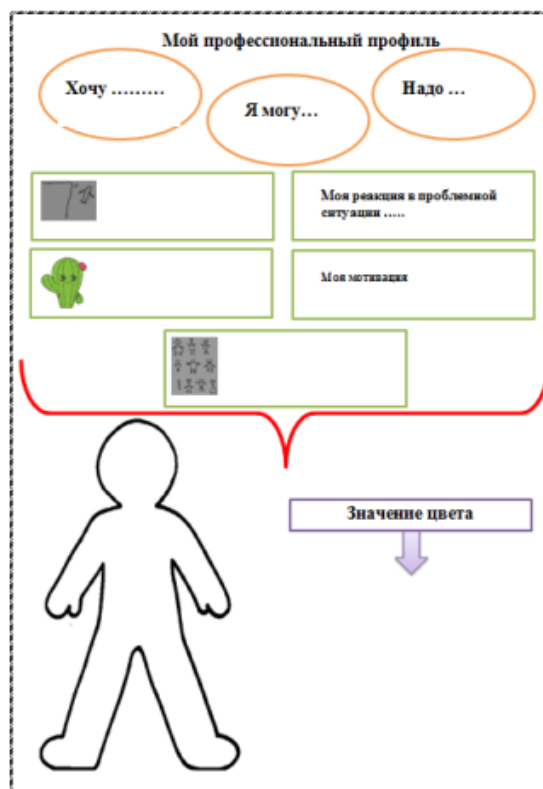 Мой профессиональный профиль
Хочу ………
Я могу…
Надо …
Моя реакция в проблемной
ситуации …..
Моя мотивация
Значение цвета